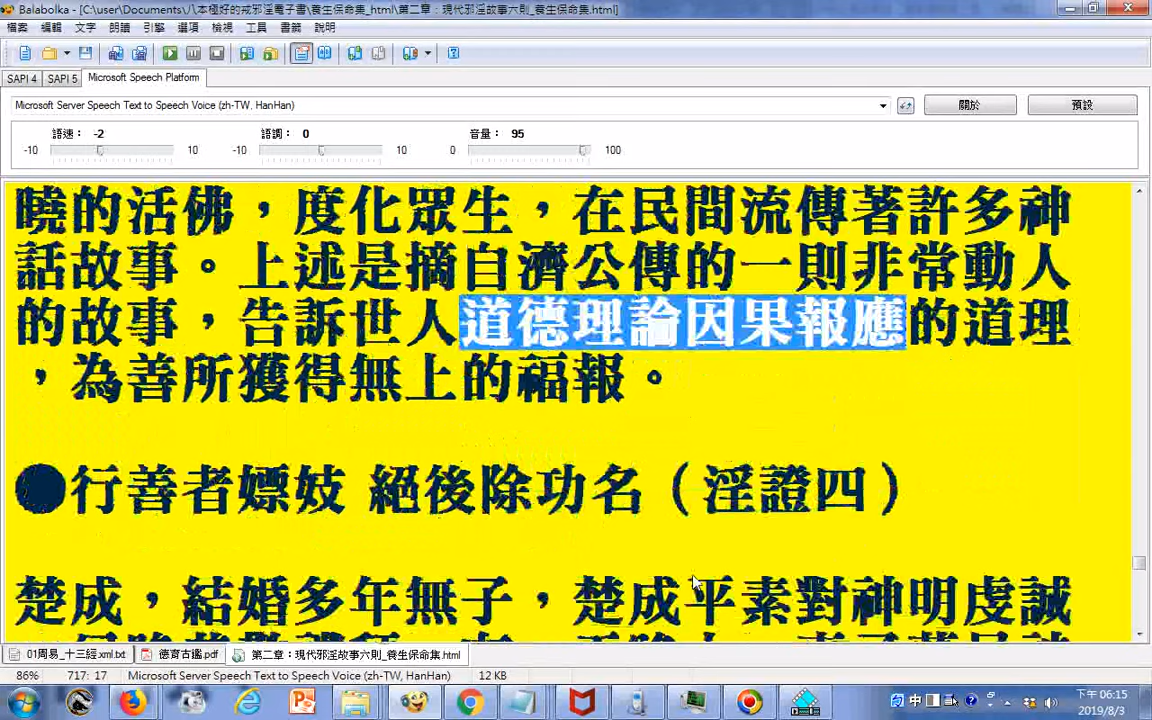 Balabolka - [C:\user\Documents\八本極好的戒邪淫電子書\養生保命集_html\第二章：現代邪淫故事六則_養生保命集.html]
檔案 編輯 文字 朗讀 引擎 選項 檢視 工具 書籤 說明
SAPI 4 SAPI 5 Microsoft Speech Platform
Microsoft Server Speech Text to Speech Voice (zh-TW, HanHan)
關於 預設
語速： -2 語調： 0 音量： 95
-10 10 -10 10 0 100
曉的活佛，度化眾生，在民間流傳著許多神
話故事。上述是摘自濟公傳的一則非常動人
的故事，告訴世人道德理論因果報應的道理
，為善所獲得無上的福報。
●行善者嫖妓 絕後除功名（淫證四）
楚成，結婚多年無子，楚成平素對神明虔誠
01周易_十三經.xml.txt 德育古鑑.pdf 第二章：現代邪淫故事六則_養生保命集.html
86% 717: 17 Microsoft Server Speech Text to Speech Voice (zh-TW, HanHan) 12 KB
中 下午 06:15
2019/8/3